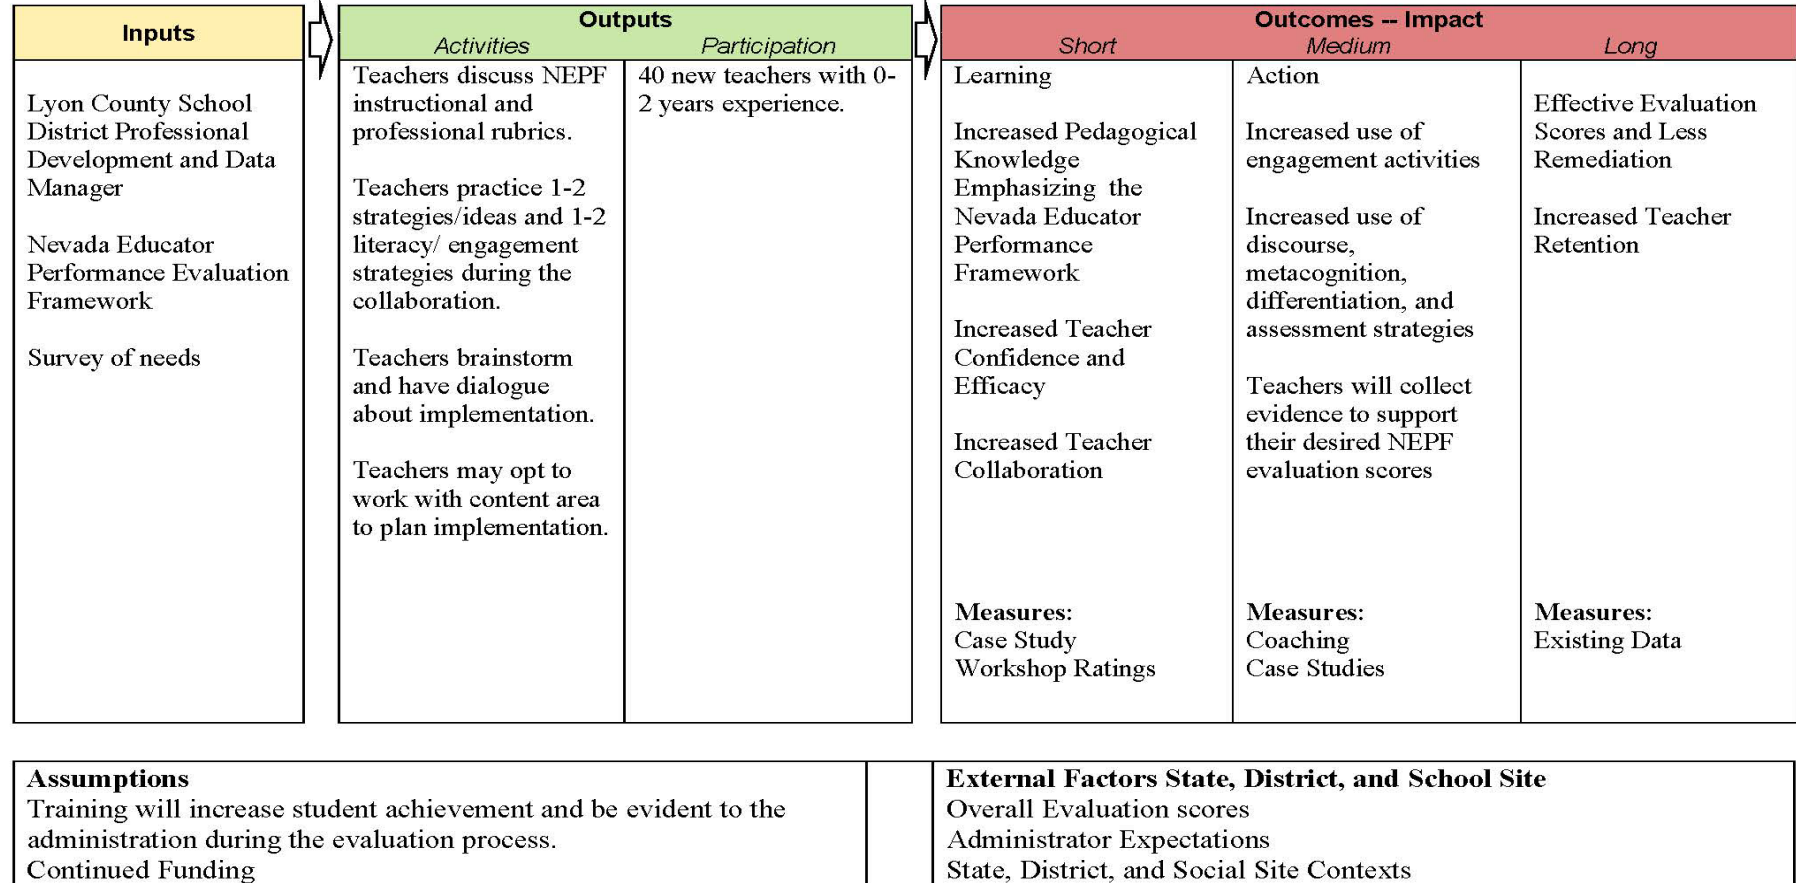 Inputs
Lyon County School
District Professional
Development and Data
Manager
Nevada Educator
Performance Evaluation
Framework
Survey of needs
Outputs
Activities
Participation
Teachers discuss NEPF
instructional and
professional rubrics.
Teachers practice 1-2
strategies/ideas and 1-2
literacy/ engagement
strategies during the
collaboration.
Teachers brainstorm
and have dialogue
about implementation.
Teachers may opt to
work with content area
to plan implementation.
40 new teachers with 0-
2 years experience.
Outcomes -- Impact
Short
Medium
Long
Learning
Increased Pedagogical
Knowledge
Emphasizing the
Nevada Educator
Performance
Framework
Increased Teacher
Confidence and
Efficacy
Increased Teacher
Collaboration
Measures:
Case Study
Workshop Ratings
Action
Increased use of
engagement activities
Increased use of
discourse,
metacognition,
differentiation, and
assessment strategies
Teachers will collect
evidence to support
their desired NEPF
evaluation scores
Measures:
Coaching
Case Studies
Effective Evaluation
Scores and Less
Remediation
Increased Teacher
Retention
Measures:
Existing Data
Assumptions
Training will increase student achievement and be evident to the
administration during the evaluation process.
Continued Funding
External Factors State, District, and School Site
Overall Evaluation scores
Administrator Expectations
State, District, and Social Site Contexts